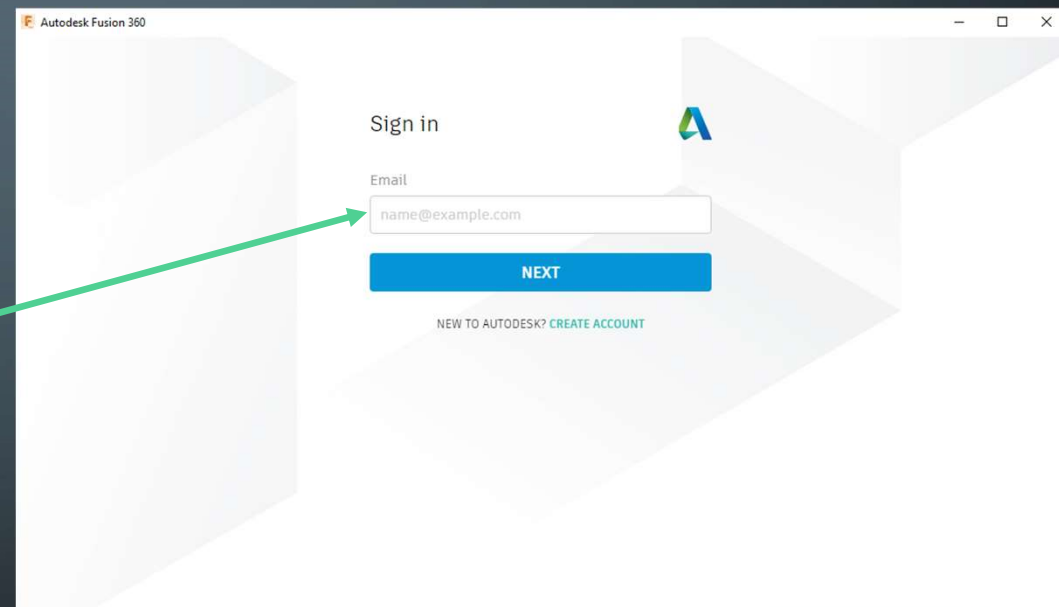 Autodesk Fusion 360
Sign in
Email
name@example.com
NEXT
NEW TO AUTODESK? CREATE ACCOUNT